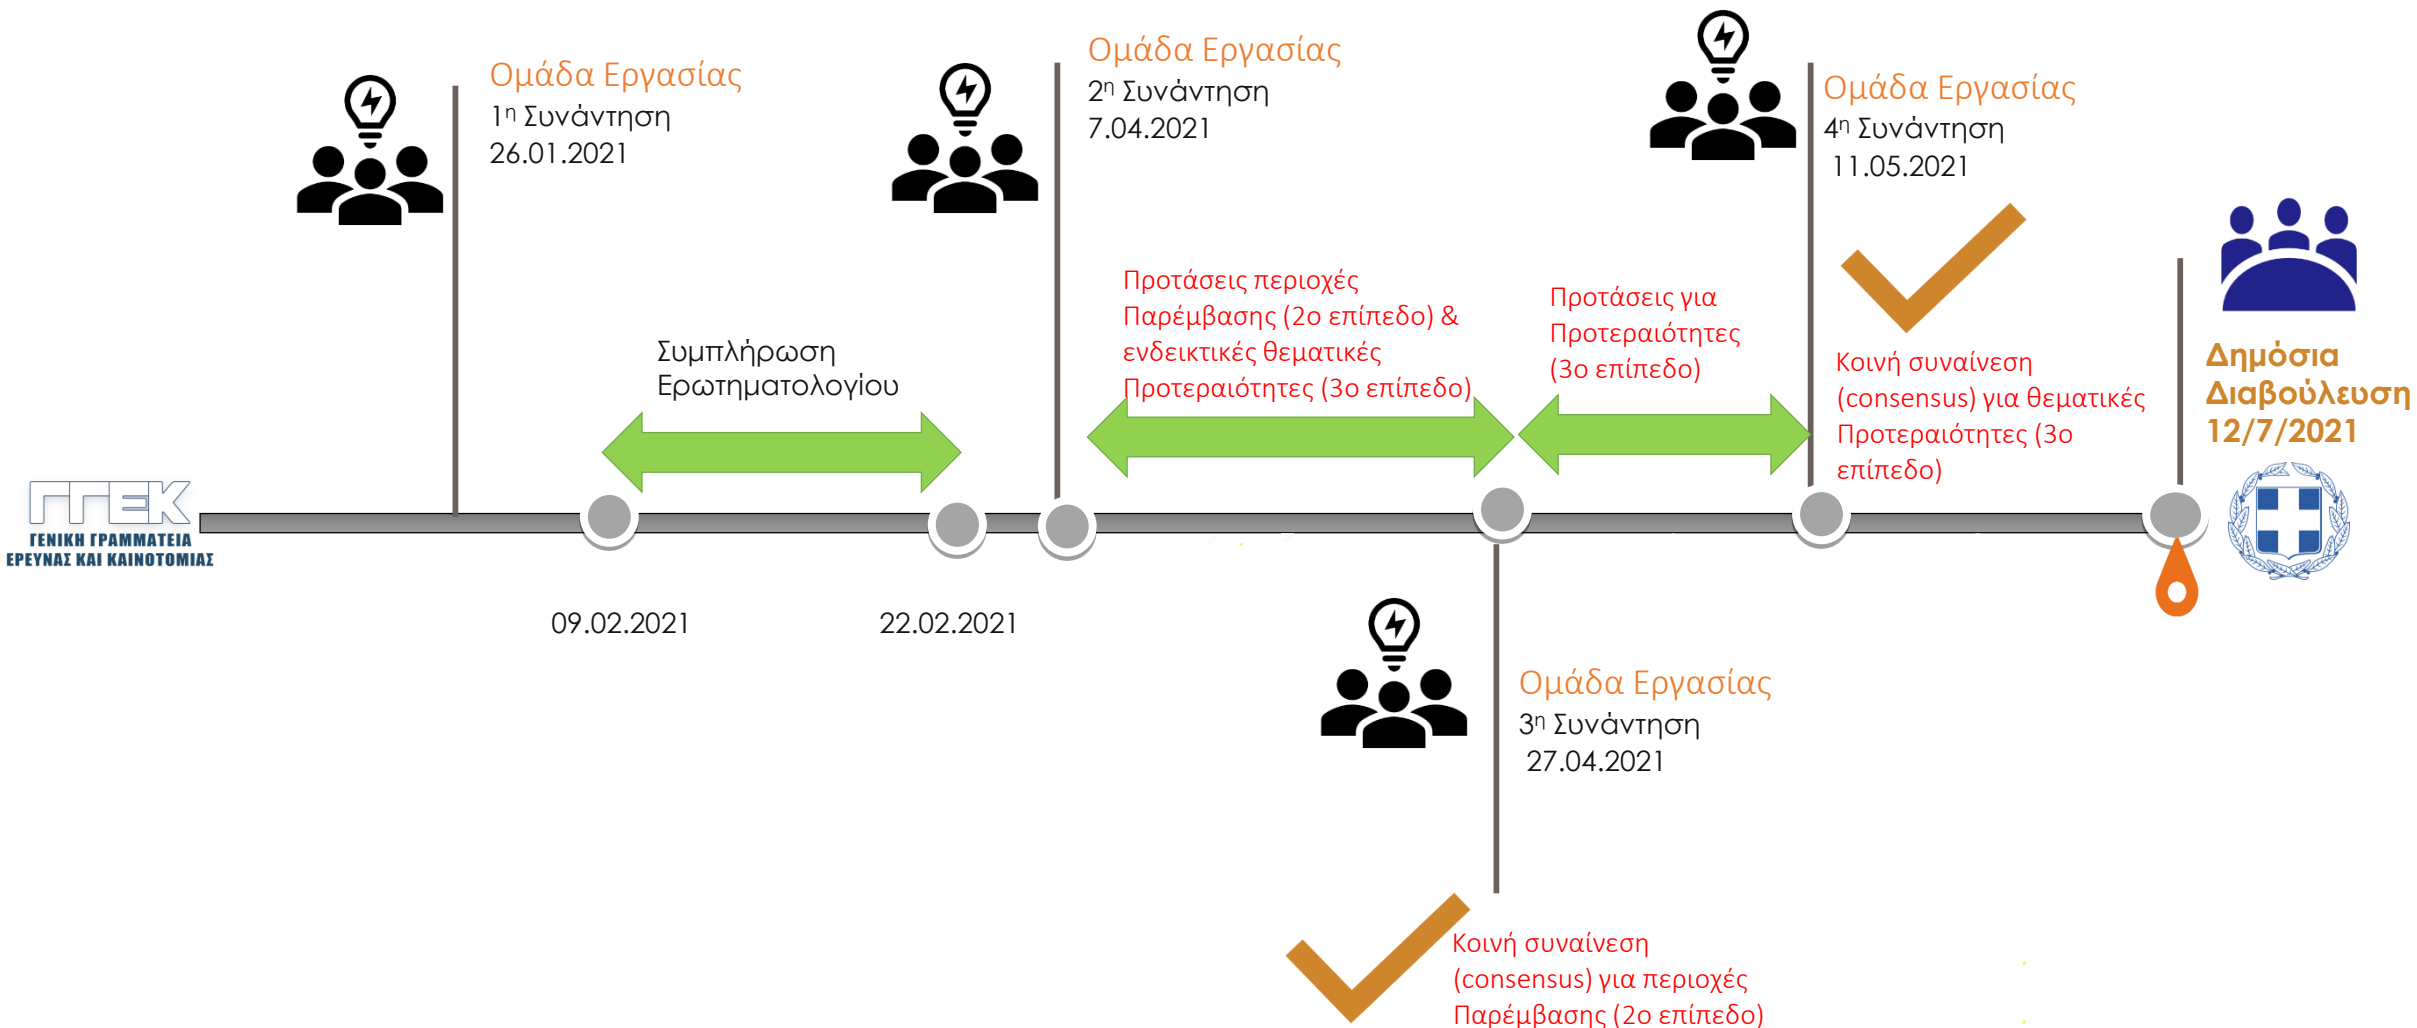 Ομάδα Εργασίας
1η Συνάντηση
26.01.2021
Ομάδα Εργασίας
2η Συνάντηση
7.04.2021
Ομάδα Εργασίας
4η Συνάντηση
11.05.2021
Συμπλήρωση
Ερωτηματολογίου
Προτάσεις περιοχές
Παρέμβασης (2ο επίπεδο) &
ενδεικτικές θεματικές
Προτεραιότητες (3ο επίπεδο)
Προτάσεις για
Προτεραιότητες
(3ο επίπεδο)
Κοινή συναίνεση
(consensus) για θεματικές
Προτεραιότητες (3ο
επίπεδο)
Δημόσια
Διαβούλευση
12/7/2021
ΓΓΕΚ
ΓΕΝΙΚΗ ΓΡΑΜΜΑΤΕΙΑ
ΕΡΕΥΝΑΣ ΚΑΙ ΚΑΙΝΟΤΟΜΙΑΣ
09.02.2021
22.02.2021
Ομάδα Εργασίας
3η Συνάντηση
27.04.2021
Κοινή συναίνεση
(consensus) για περιοχές
Παρέμβασης (2ο επίπεδο)